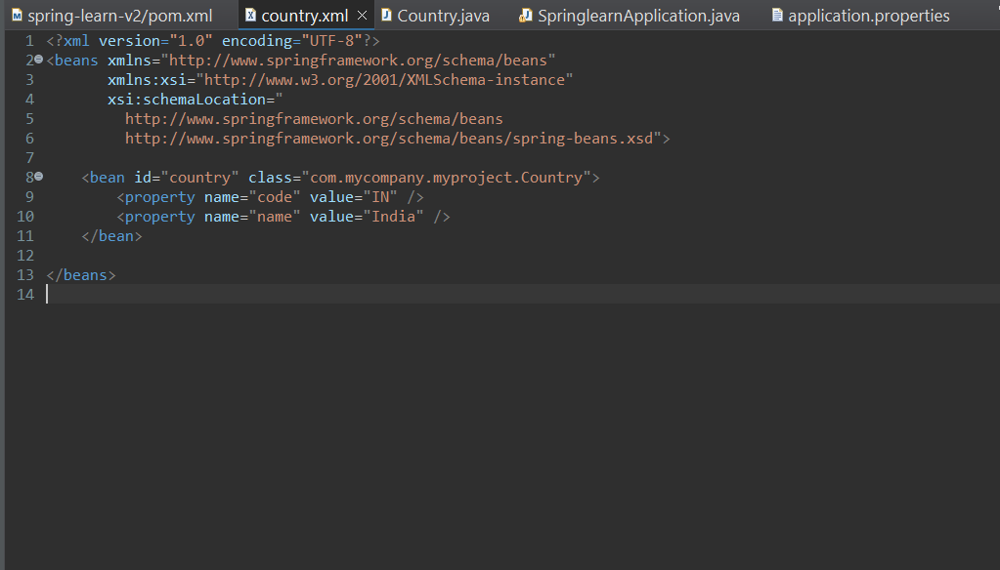 spring-learn-v2/pom.xml country.xml Country.java SpringlearnApplication.java application.properties
1 <?xml version="1.0" encoding="UTF-8"?>
2 <beans xmlns="http://www.springframework.org/schema/beans"
3 xmlns:xsi="http://www.w3.org/2001/XMLSchema-instance"
4 xsi:schemaLocation="
5 http://www.springframework.org/schema/beans
6 http://www.springframework.org/schema/beans/spring-beans.xsd">
7
8 <bean id="country" class="com.mycompany.myproject.Country">
9 <property name="code" value="IN" />
10 <property name="name" value="India" />
11 </bean>
12
13 </beans>
14